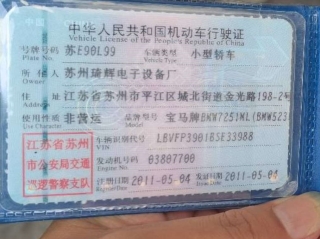 中华人民共和国机动车行驶证
Vehicle License of the People's Republic of China
号牌号码 苏E90L99 车辆类型 小型轿车
Plate No. Vehicle Type
所有人 苏州瑞辉电子设备厂
Owner
住址 江苏省苏州市平江区城北街道金光路198-2号
Address
使用性质 非营运 品牌型号 宝马牌BMW7251ML(BMW523
Use Character Model
江苏省苏州
市公安局交通
巡逻警察支队
车辆识别代号 LBVFP3901BSE33988
VIN
发动机号码 03807700
Engine No.
注册日期 2011-05-04 发证日期 2011-05-04
Register Date Issue Date